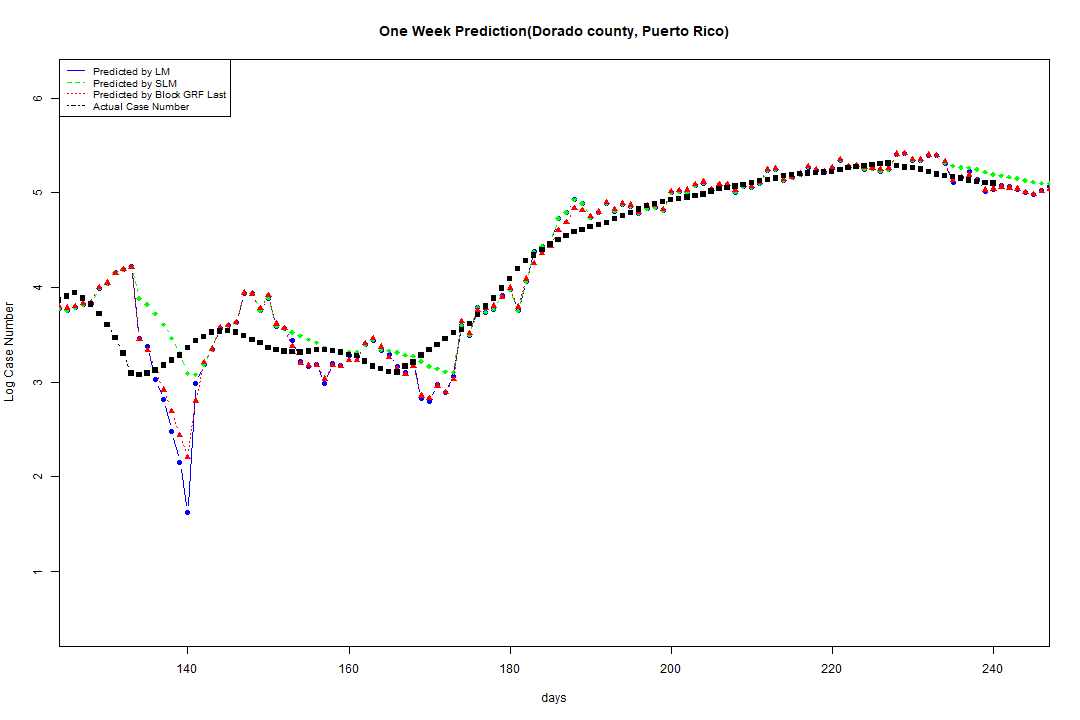 One Week Prediction(Dorado county, Puerto Rico)
Predicted by LM
Predicted by SLM
Predicted by Block GRF Last
Actual Case Number
6
5
4
3
2
1
Log Case Number
140 160 180 200 220 240
days